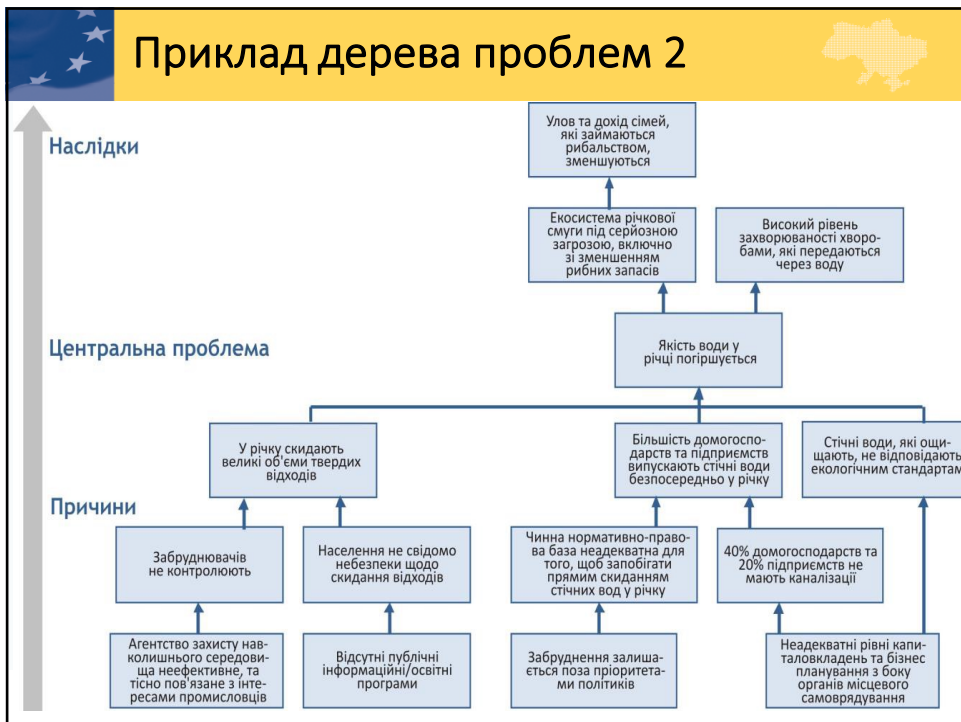 Приклад дерева проблем 2
Наслідки
Улов та дохід сімей,
які займаються
рибальством,
зменшуються
Екосистема річкової
смуги під серйозною
загрозою, включно
зі зменшенням
рибних запасів
Високий рівень
захворюваності хворо-
бами, які передаються
через воду
Центральна проблема
Якість води у
річці погіршується
У річку скидають
великі об'єми твердих
відходів
Більшість домогоспо-
дарств та підприємств
випускають стічні води
безпосередньо у річку
Стічні води, які ощи-
щають, не відповідають
екологічним стандартам
Причини
Забруднювачів
не контролюють
Населення не свідомо
небезпеки щодо
скидання відходів
Чинна нормативно-право-
ва база неадекватна для
того, щоб запобігати
прямим скиданням
стічних вод у річку
40% домогосподарств та
20% підприємств не
мають каналізації
Агентство захисту нав-
колишнього середови-
ща неефективне, та
тісно пов'язане з інте-
ресами промисловців
Відсутні публічні
інформаційні/освітні
програми
Забруднення залиша-
ється поза пріоритета-
ми політиків
Неадекватні рівні капи-
таловкладень та бізнес
планування з боку
органів місцевого
самоврядування